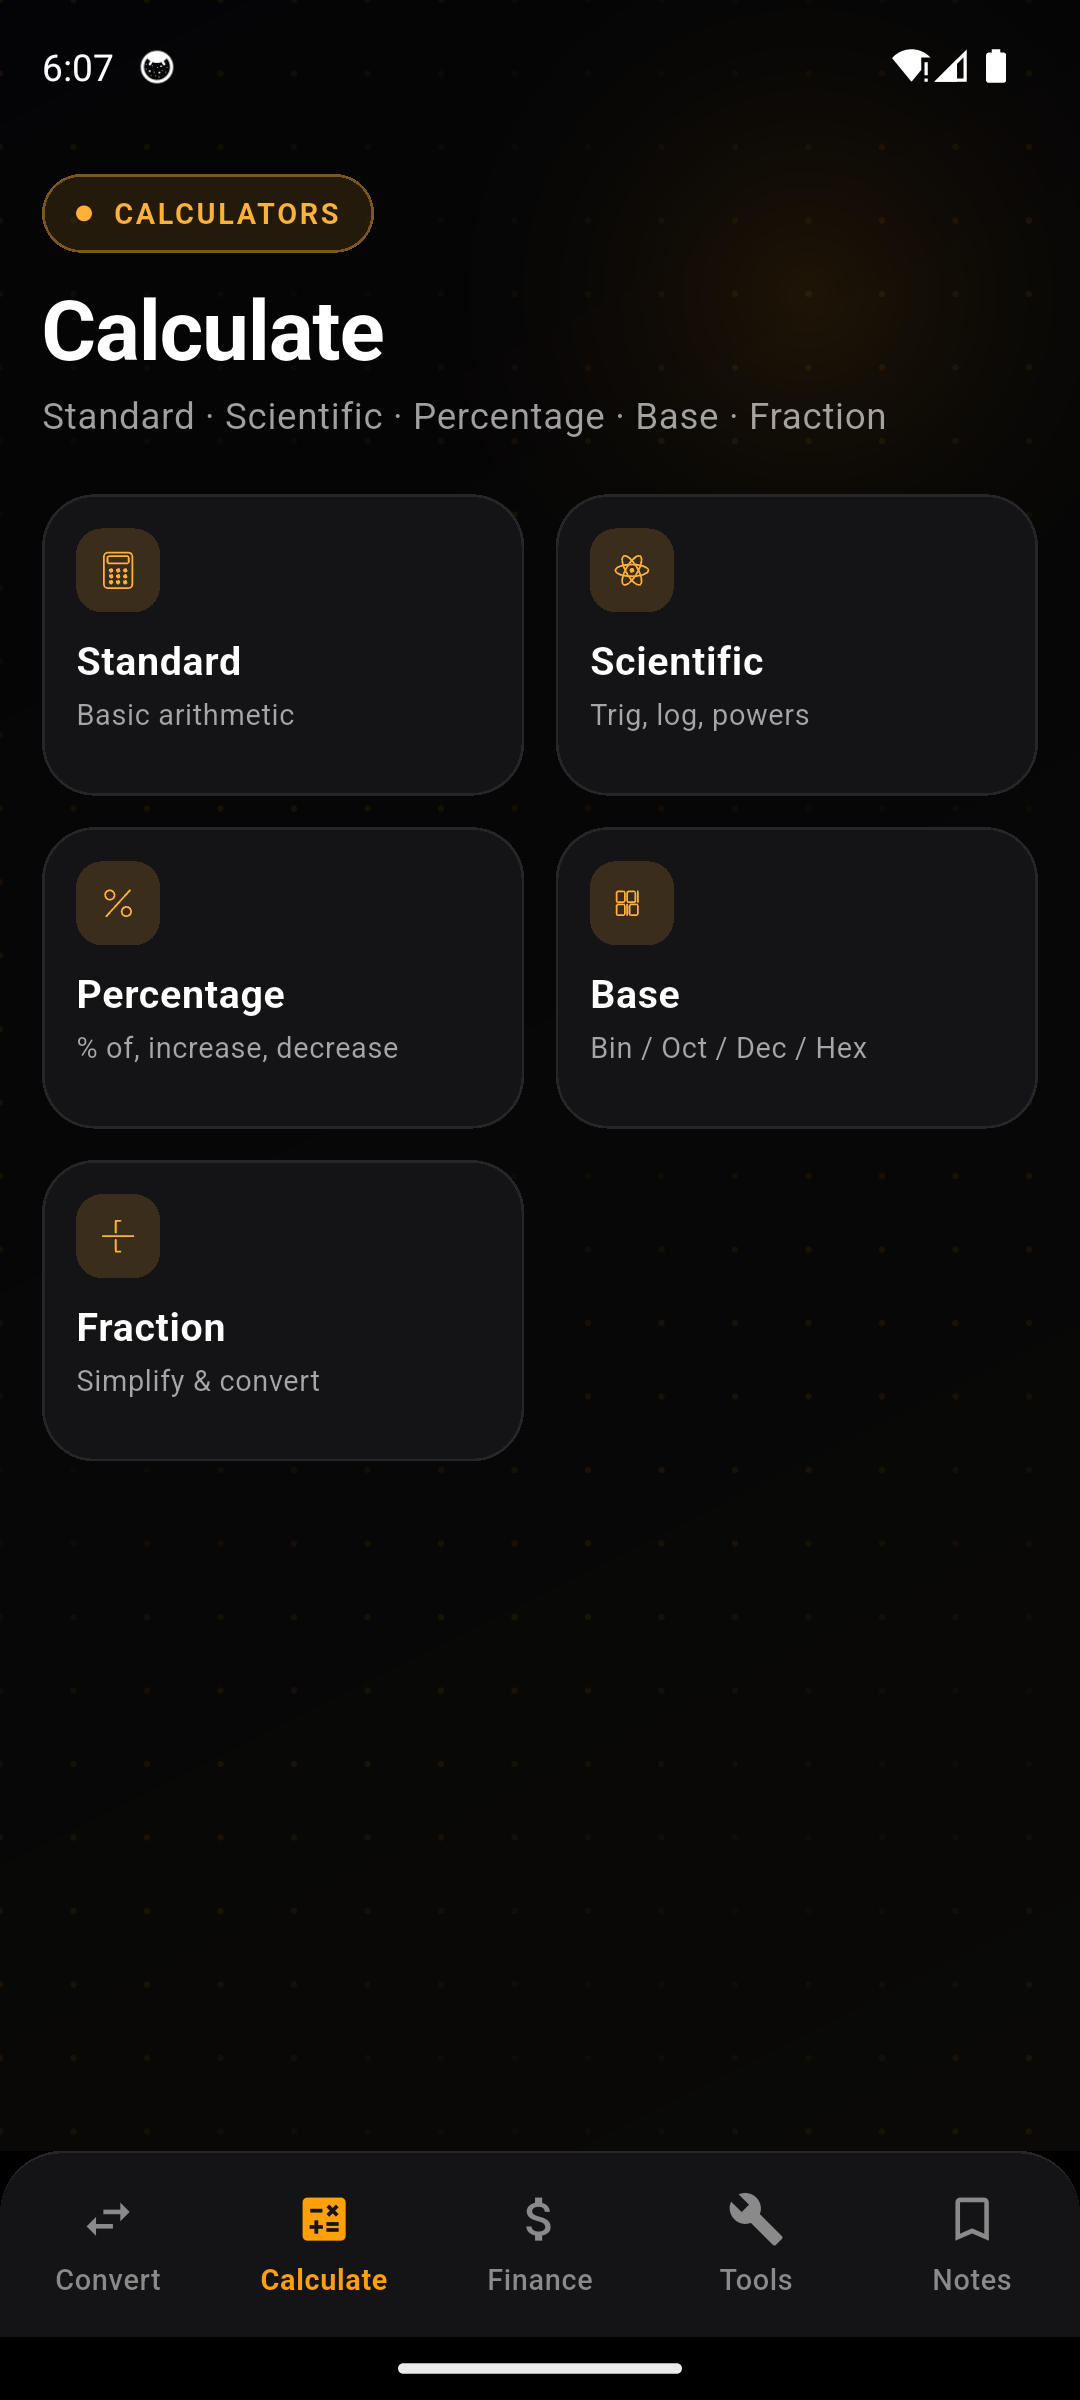 6:07
CALCULATORS
Calculate
Standard · Scientific · Percentage · Base · Fraction
Standard
Basic arithmetic
Scientific
Trig, log, powers
Percentage
% of, increase, decrease
Base
Bin / Oct / Dec / Hex
Fraction
Simplify & convert
Convert
Calculate
Finance
Tools
Notes